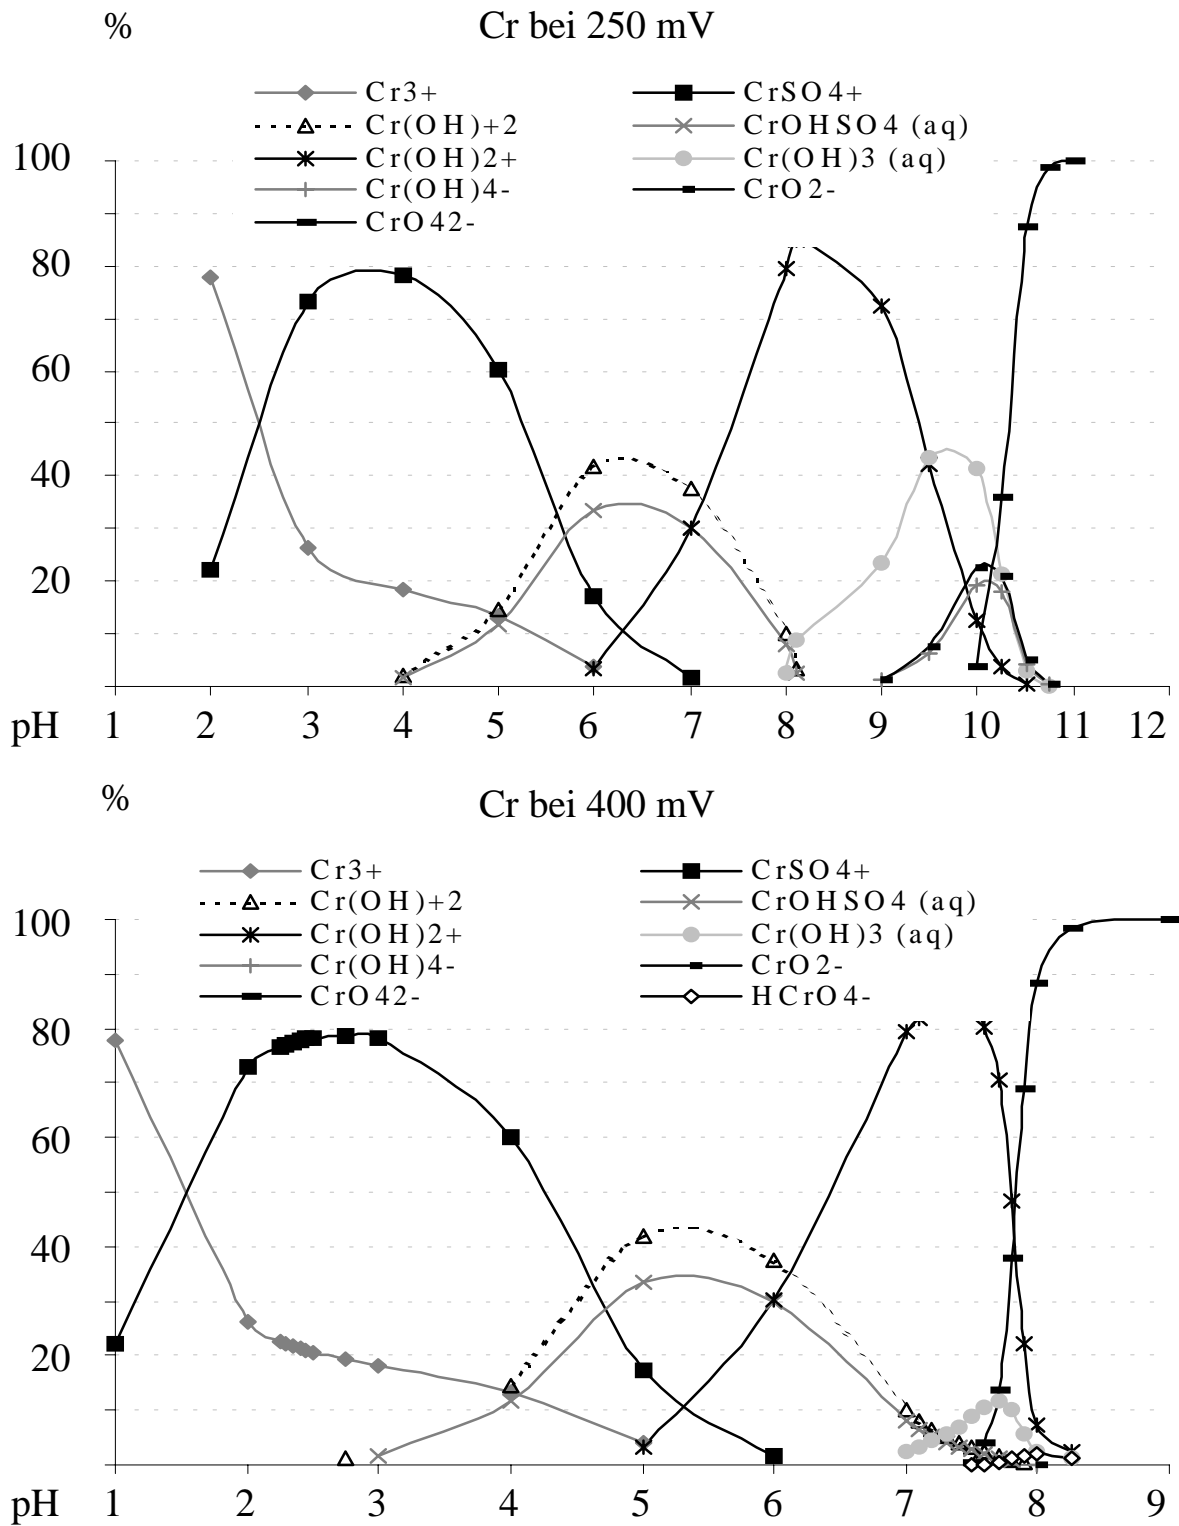 % Cr bei 250 mV
Cr3+ CrSO4+
Cr(OH)+2 CrOHSO4 (aq)
Cr(OH)2+ Cr(OH)3 (aq)
Cr(OH)4- CrO2-
CrO42-
100
80
60
40
20
pH 1 2 3 4 5 6 7 8 9 10 11 12
% Cr bei 400 mV
Cr3+ CrSO4+
Cr(OH)+2 CrOHSO4 (aq)
Cr(OH)2+ Cr(OH)3 (aq)
Cr(OH)4- CrO2-
CrO42- HCrO4-
100
80
60
40
20
pH 1 2 3 4 5 6 7 8 9